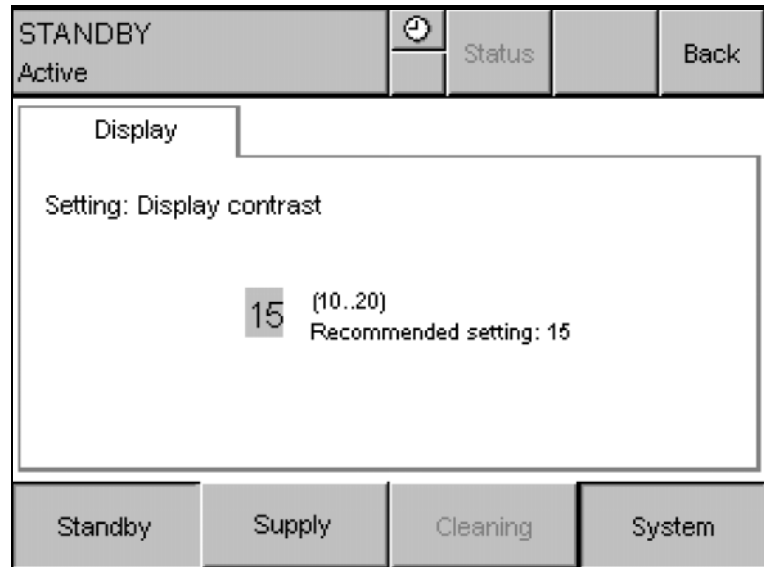 STANDBY
Active
Status
Back
Display
Setting: Display contrast
15
(10..20)
Recommended setting: 15
Standby
Supply
Cleaning
System